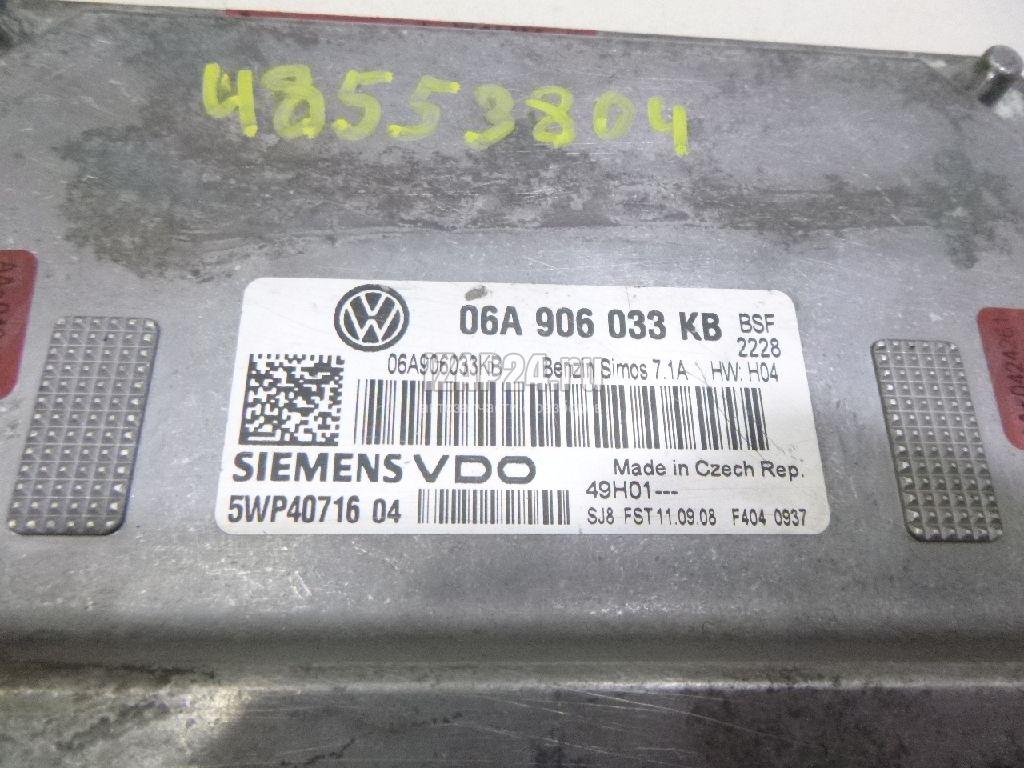 48553804
06A 906 033 KB
BSF
2228
06A906033KB Benzin Simos 7.1A HW: H04
SIEMENS VDO
Made in Czech Rep.
5WP40716 04
49H01---
SJ8 FST 11.09.08 F404 0937